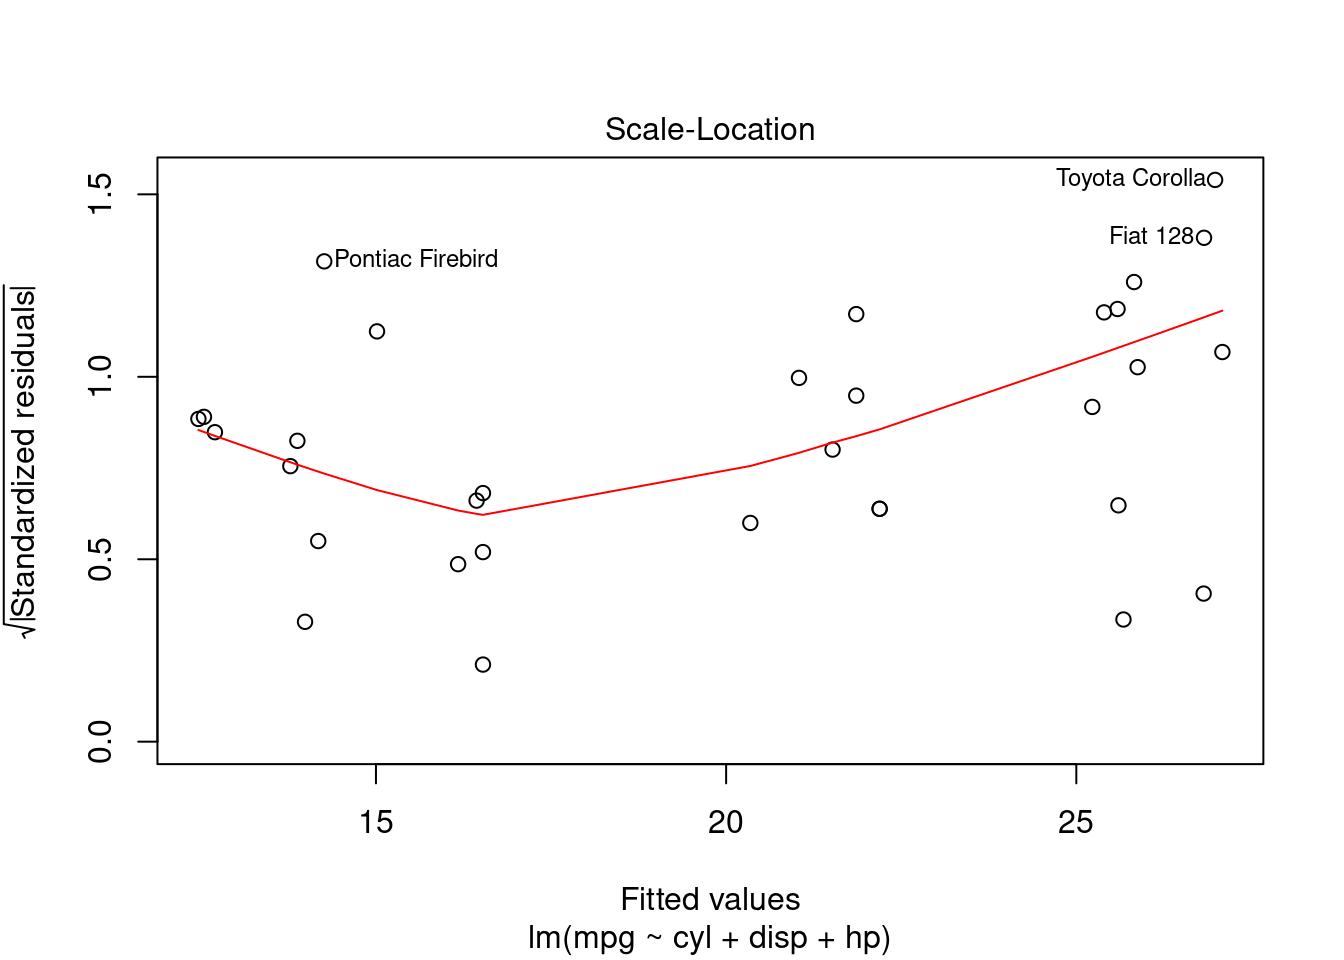 Scale-Location
√|Standardized residuals|
1.5
1.0
0.5
0.0
Toyota Corolla
Fiat 128
Pontiac Firebird
15 20 25
Fitted values
lm(mpg ~ cyl + disp + hp)